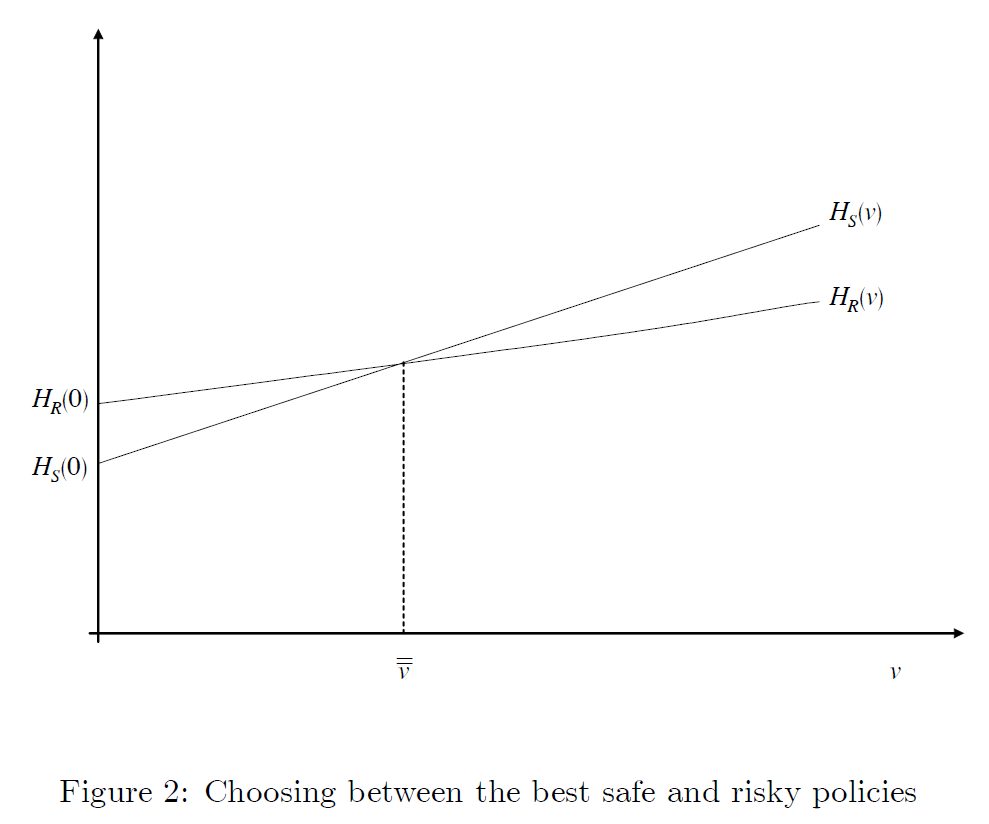 H_S(v)
H_R(v)
H_R(0)
H_S(0)
v̿
v
Figure 2: Choosing between the best safe and risky policies